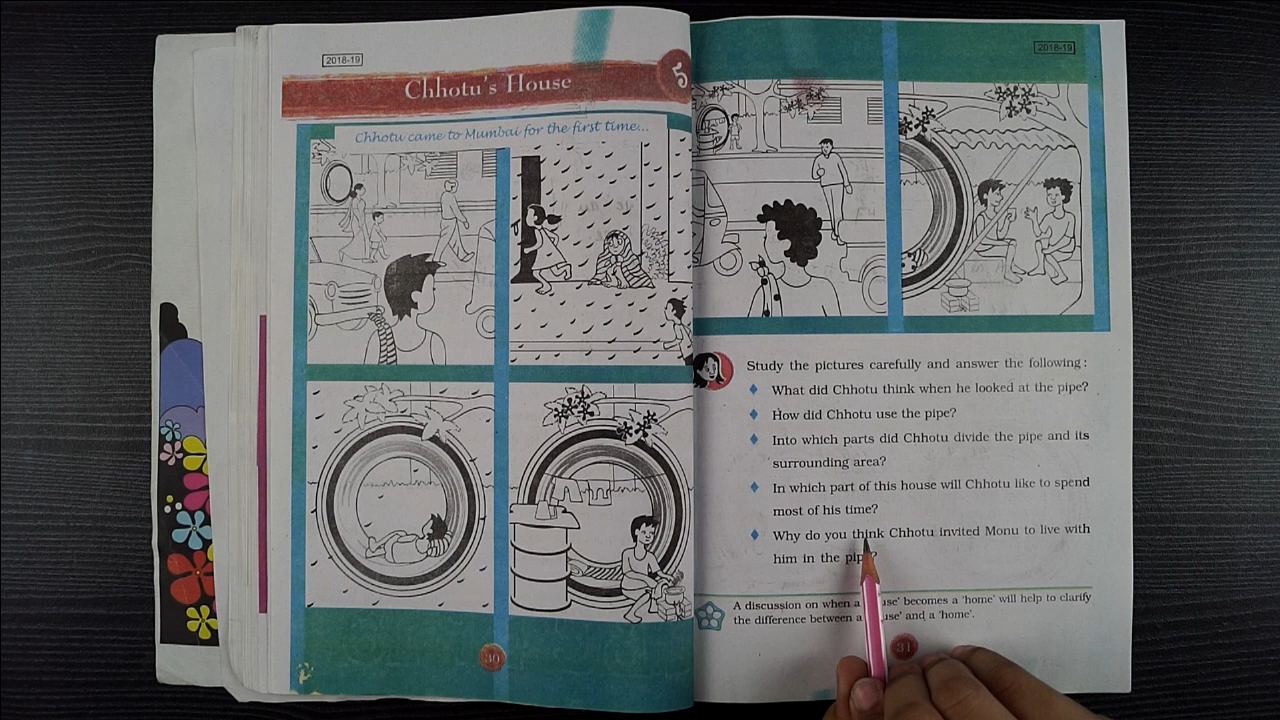 2018-19
Chhotu's House
5
Chhotu came to Mumbai for the first time...
30
2018-19
Study the pictures carefully and answer the following :
What did Chhotu think when he looked at the pipe?
How did Chhotu use the pipe?
Into which parts did Chhotu divide the pipe and its
surrounding area?
In which part of this house will Chhotu like to spend
most of his time?
Why do you think Chhotu invited Monu to live with
him in the pipe?
A discussion on when a 'house' becomes a 'home' will help to clarify
the difference between a 'house' and a 'home'.
31